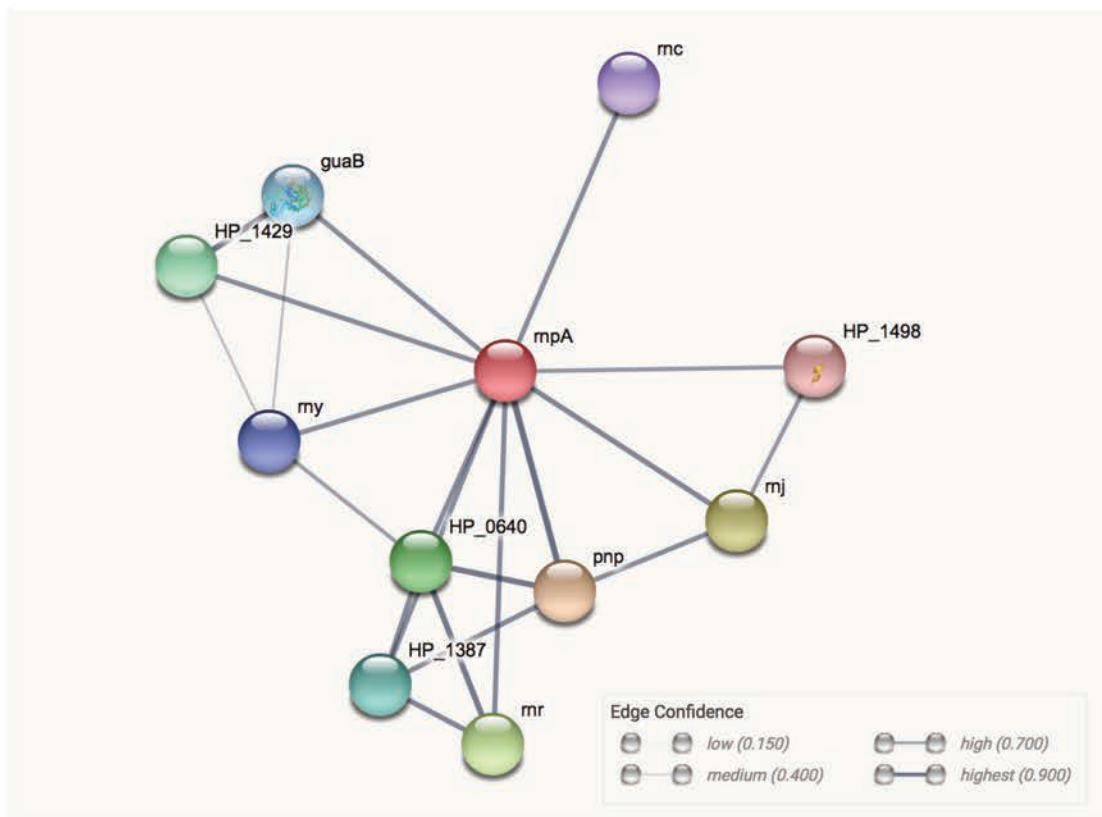 rnc
guaB
HP_1429
rnpA
HP_1498
rny
rnj
HP_0640
pnp
HP_1387
rnr
Edge Confidence
low (0.150)
high (0.700)
medium (0.400)
highest (0.900)